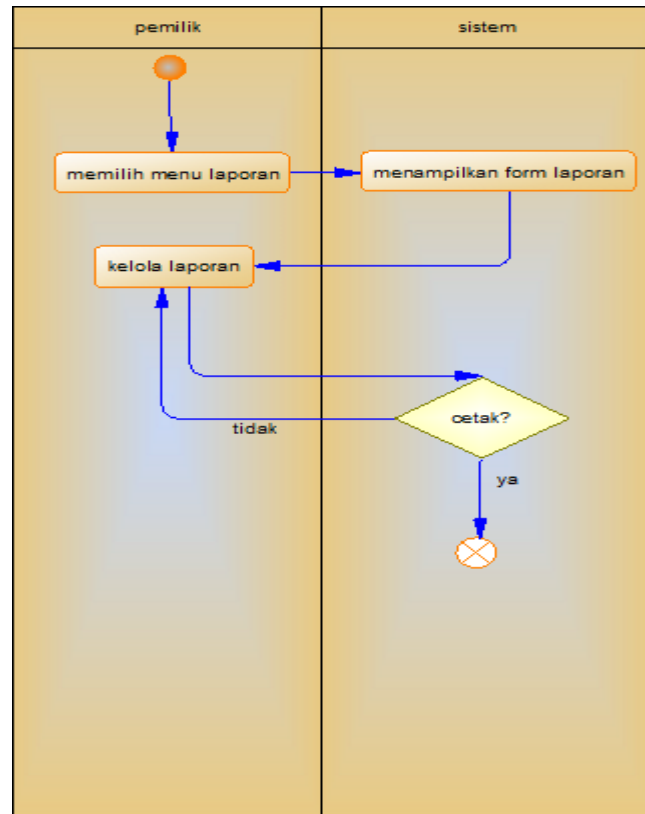 pemilik
sistem
memilih menu laporan
menampilkan form laporan
kelola laporan
cetak?
tidak
ya